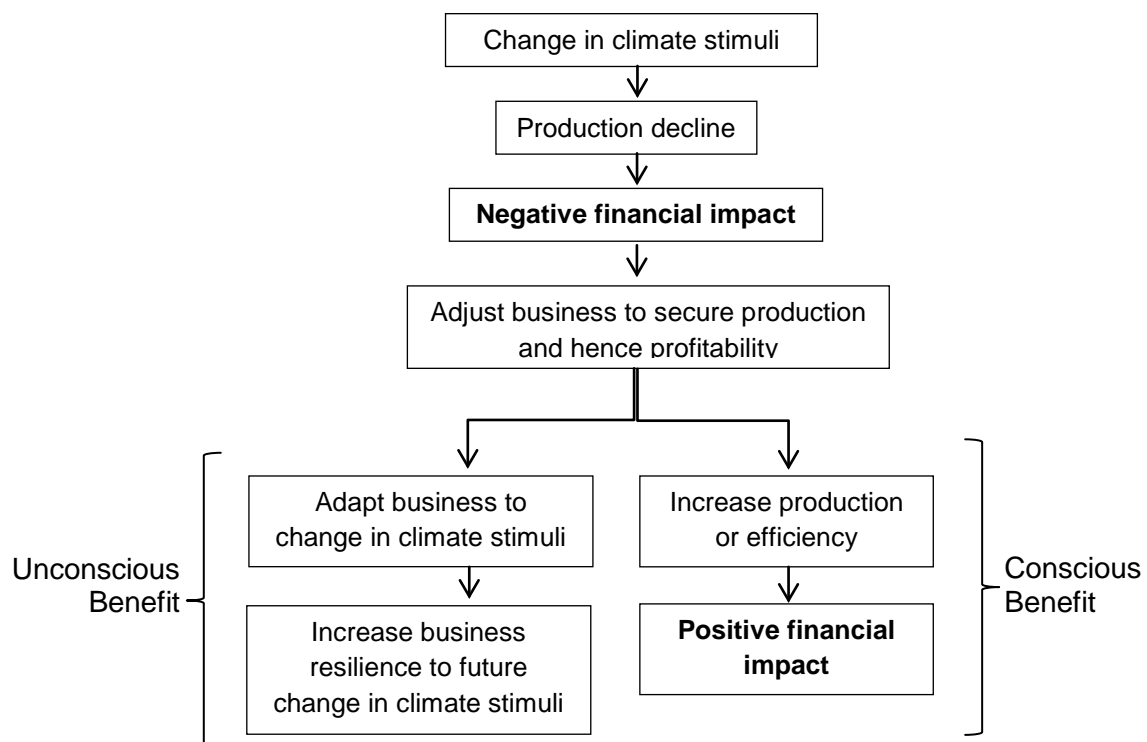 Change in climate stimuli
Production decline
Negative financial impact
Adjust business to secure production
and hence profitability
Unconscious
Benefit
Adapt business to
change in climate stimuli
Increase business
resilience to future
change in climate stimuli
Increase production
or efficiency
Positive financial
impact
Conscious
Benefit